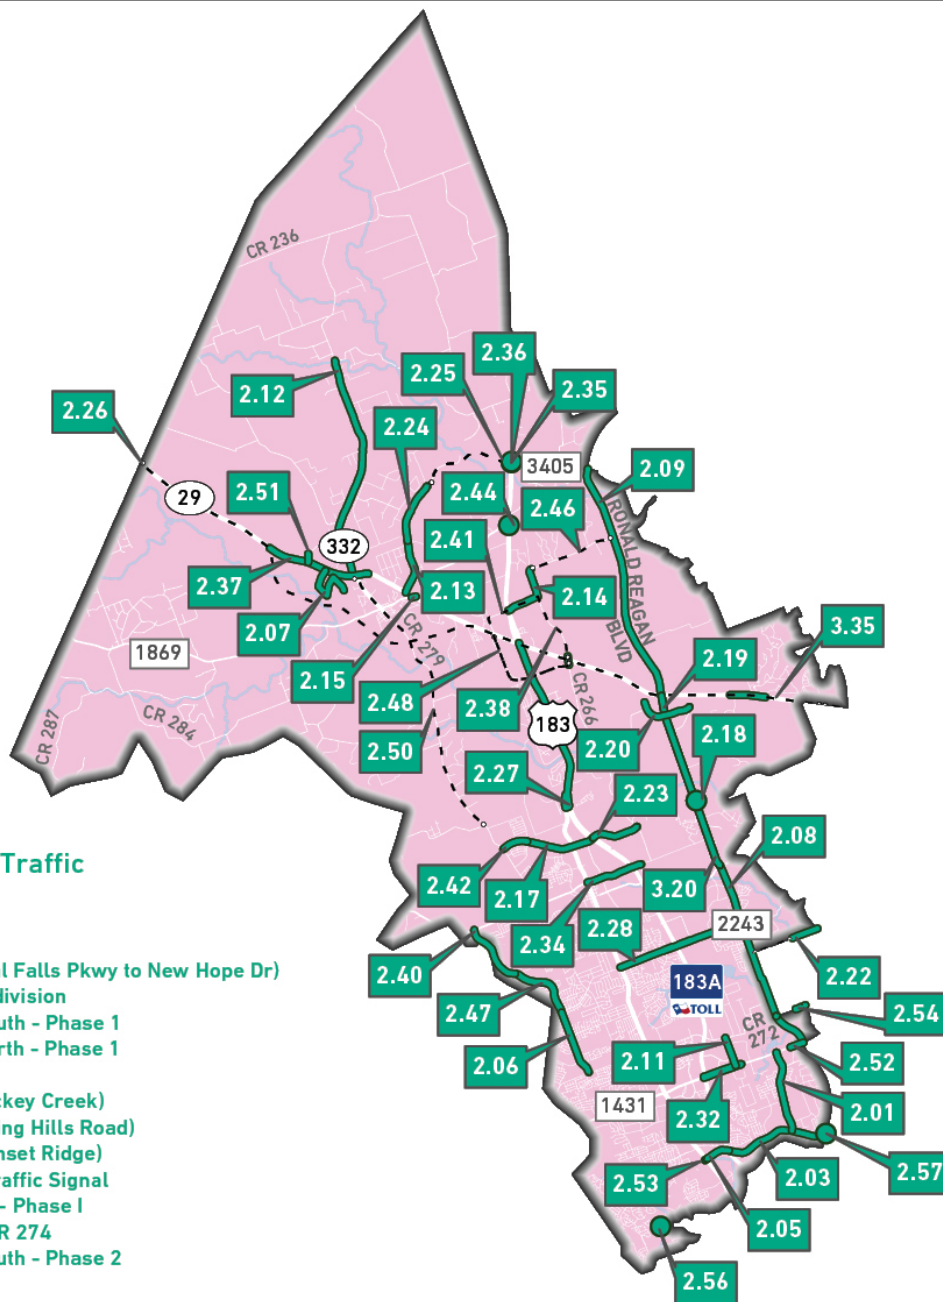 CR 236
2.36
2.25
2.35
2.12
2.26
2.24
3405
2.09
29
2.51
2.44
2.46
RONALD REAGAN BLVD
332
2.41
2.37
2.13
2.14
2.07
CR 279
3.35
1869
2.15
2.19
2.48
2.38
CR 266
CR 287
CR 284
183
2.18
2.50
2.20
2.27
2.23
Traffic
2.08
2.42
2.17
3.20
2.34
2.28
2243
l Falls Pkwy to New Hope Dr)
2.40
183A
TOLL
2.22
division
2.47
2.54
uth - Phase 1
CR 272
rth - Phase 1
2.06
2.11
2.52
ckey Creek)
1431
2.32
2.01
ing Hills Road)
nset Ridge)
raffic Signal
2.53
2.03
2.57
- Phase I
R 274
2.05
uth - Phase 2
2.56